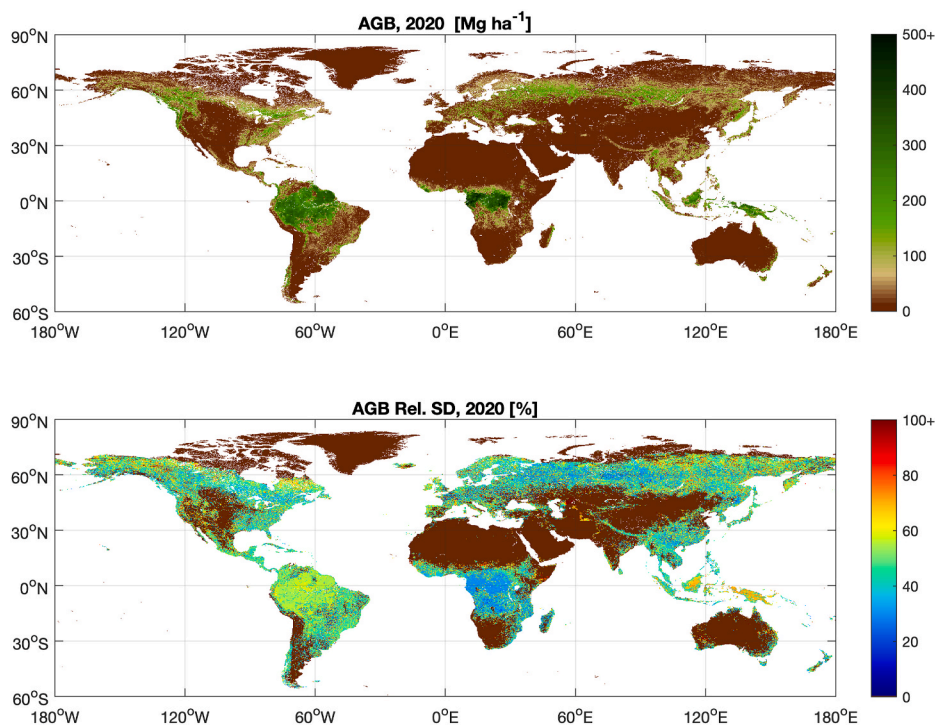 AGB, 2020 [Mg ha⁻¹]
90°N
60°N
30°N
0°N
30°S
60°S
180°W
120°W
60°W
0°E
60°E
120°E
180°E
500+
400
300
200
100
0
AGB Rel. SD, 2020 [%]
90°N
60°N
30°N
0°N
30°S
60°S
180°W
120°W
60°W
0°E
60°E
120°E
180°E
100+
80
60
40
20
0